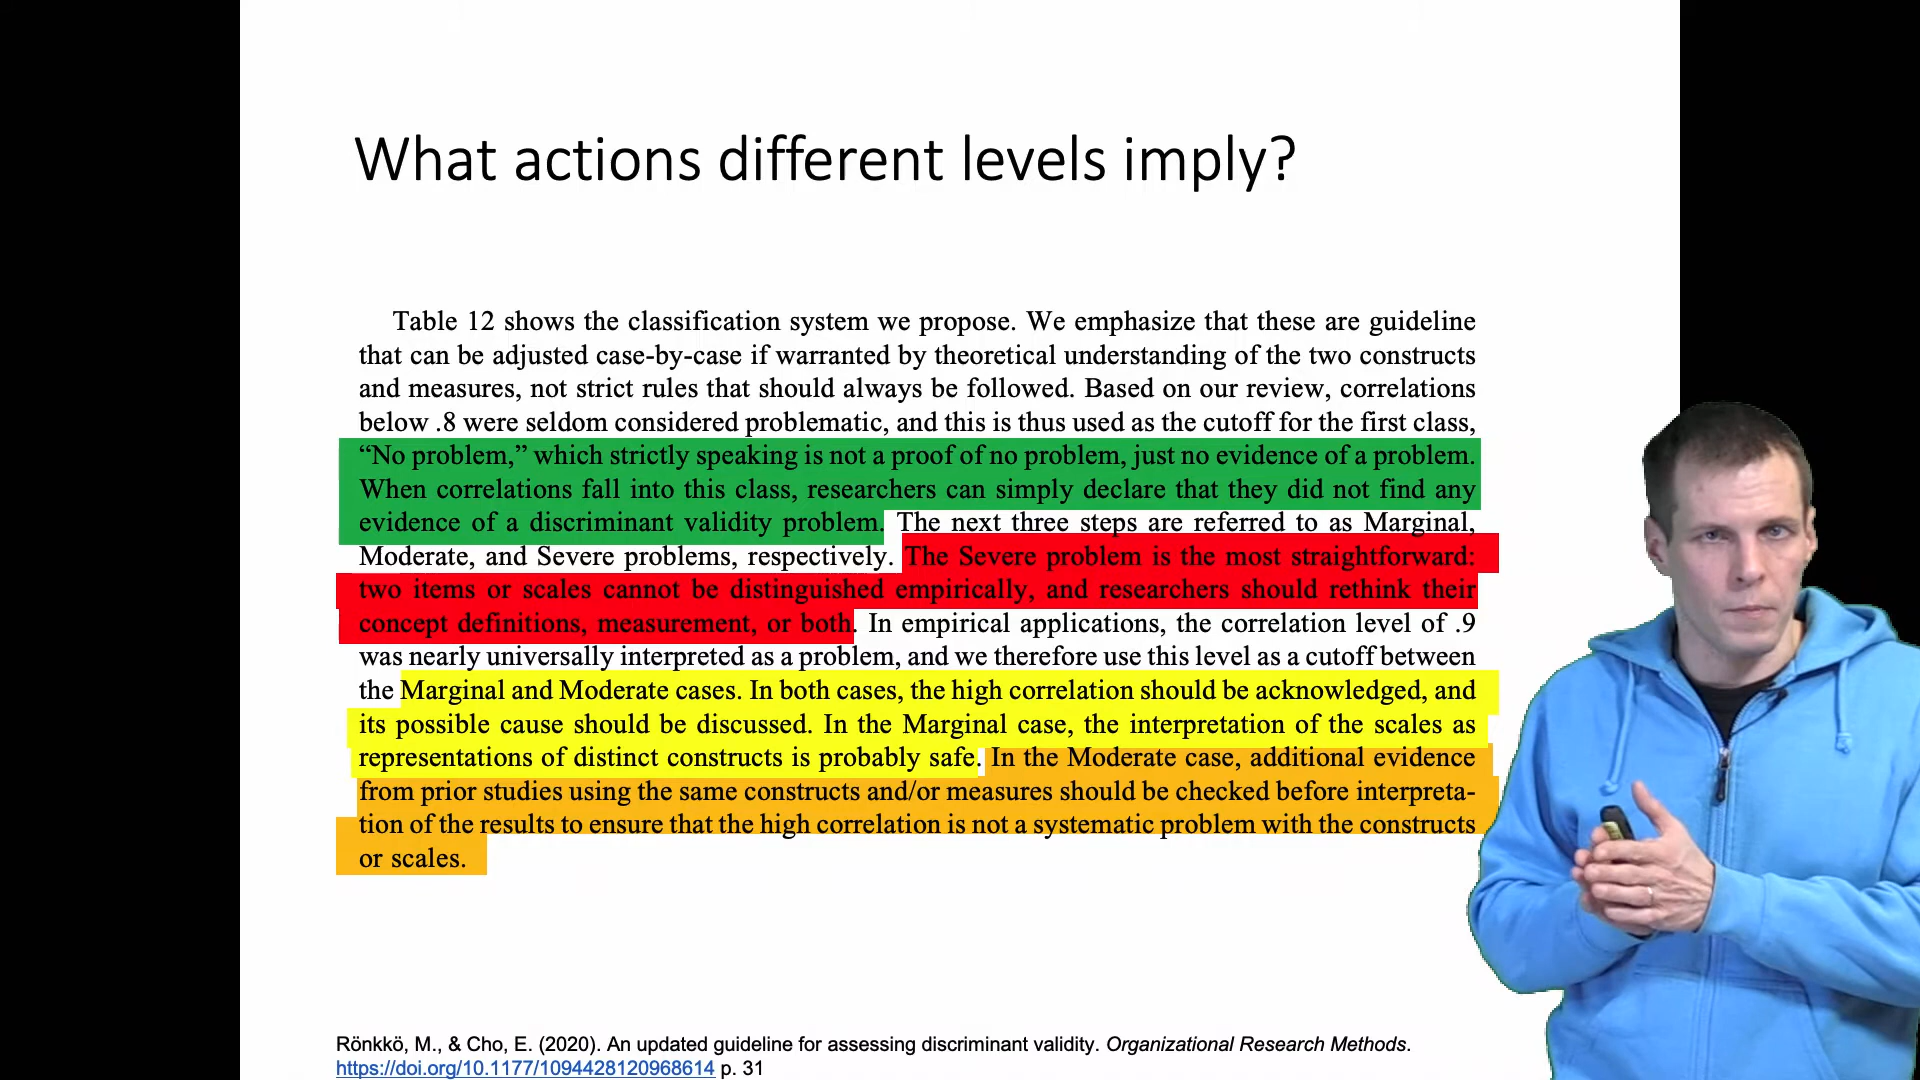 What actions different levels imply?
Table 12 shows the classification system we propose. We emphasize that these are guideline
that can be adjusted case-by-case if warranted by theoretical understanding of the two constructs
and measures, not strict rules that should always be followed. Based on our review, correlations
below .8 were seldom considered problematic, and this is thus used as the cutoff for the first class,
“No problem,” which strictly speaking is not a proof of no problem, just no evidence of a problem.
When correlations fall into this class, researchers can simply declare that they did not find any
evidence of a discriminant validity problem. The next three steps are referred to as Marginal,
Moderate, and Severe problems, respectively. The Severe problem is the most straightforward:
two items or scales cannot be distinguished empirically, and researchers should rethink their
concept definitions, measurement, or both. In empirical applications, the correlation level of .9
was nearly universally interpreted as a problem, and we therefore use this level as a cutoff between
the Marginal and Moderate cases. In both cases, the high correlation should be acknowledged, and
its possible cause should be discussed. In the Marginal case, the interpretation of the scales as
representations of distinct constructs is probably safe. In the Moderate case, additional evidence
from prior studies using the same constructs and/or measures should be checked before interpreta-
tion of the results to ensure that the high correlation is not a systematic problem with the constructs
or scales.
Rönkkö, M., & Cho, E. (2020). An updated guideline for assessing discriminant validity. Organizational Research Methods.
https://doi.org/10.1177/1094428120968614 p. 31